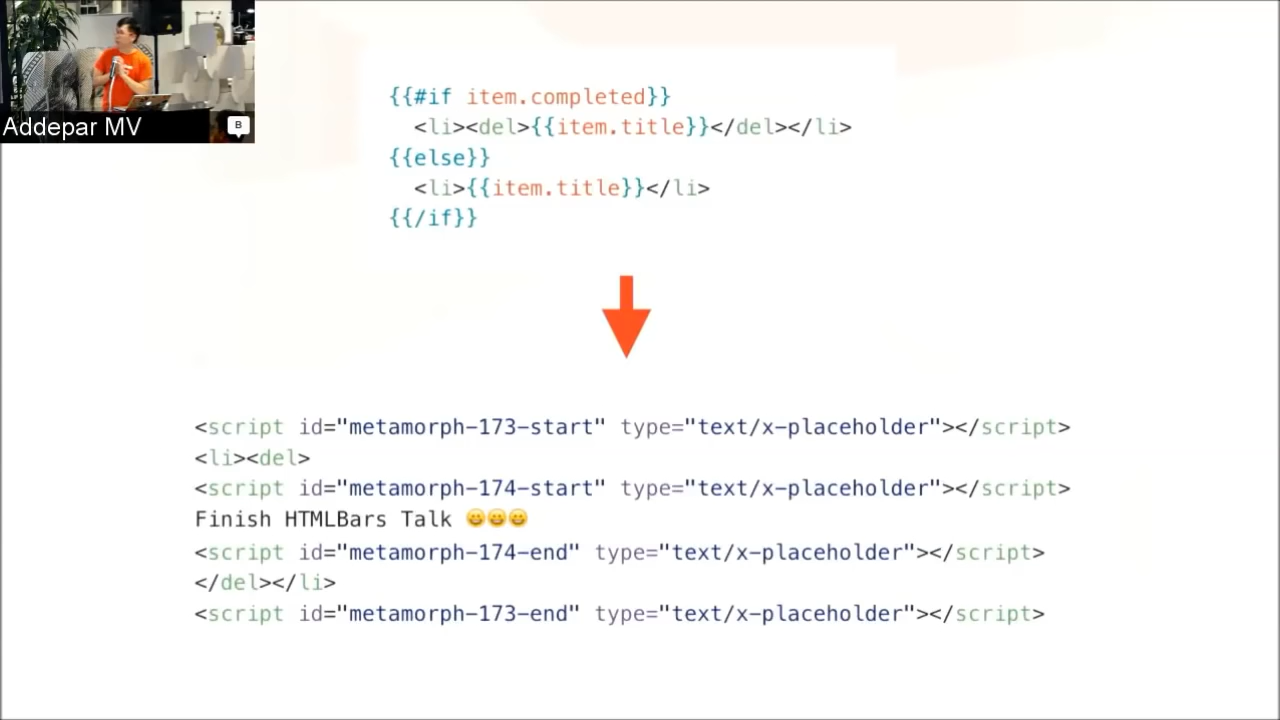 Addepar MV
B
{{#if item.completed}}
  <li><del>{{item.title}}</del></li>
{{else}}
  <li>{{item.title}}</li>
{{/if}}
<script id="metamorph-173-start" type="text/x-placeholder"></script>
<li><del>
<script id="metamorph-174-start" type="text/x-placeholder"></script>
Finish HTMLBars Talk 😄😄😄
<script id="metamorph-174-end" type="text/x-placeholder"></script>
</del></li>
<script id="metamorph-173-end" type="text/x-placeholder"></script>